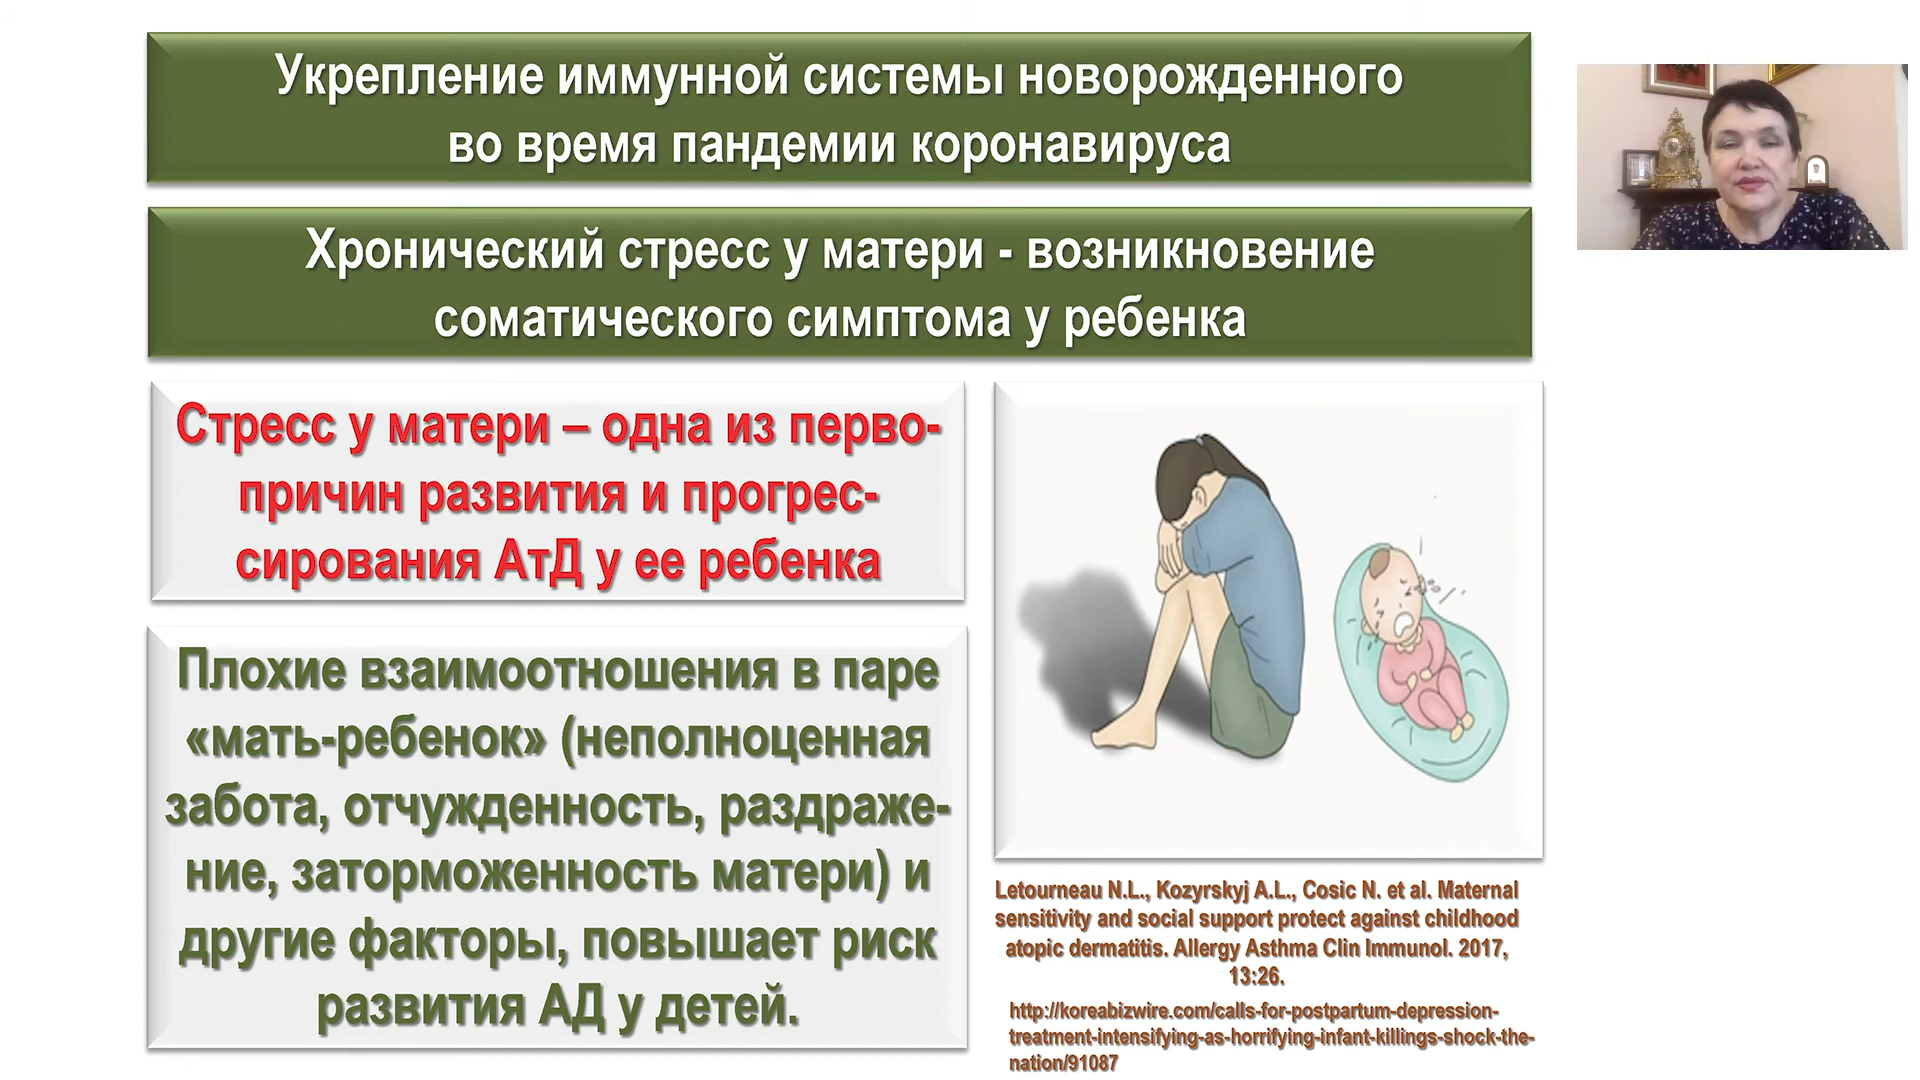 Укрепление иммунной системы новорожденного
во время пандемии коронавируса
Хронический стресс у матери - возникновение
соматического симптома у ребенка
Стресс у матери – одна из перво-
причин развития и прогрес-
сирования АтД у ее ребенка
Плохие взаимоотношения в паре
«мать-ребенок» (неполноценная
забота, отчужденность, раздраже-
ние, заторможенность матери) и
другие факторы, повышает риск
развития АД у детей.
Letourneau N.L., Kozyrskyj A.L., Cosic N. et al. Maternal
sensitivity and social support protect against childhood
atopic dermatitis. Allergy Asthma Clin Immunol. 2017,
13:26.
http://koreabizwire.com/calls-for-postpartum-depression-
treatment-intensifying-as-horrifying-infant-killings-shock-the-
nation/91087